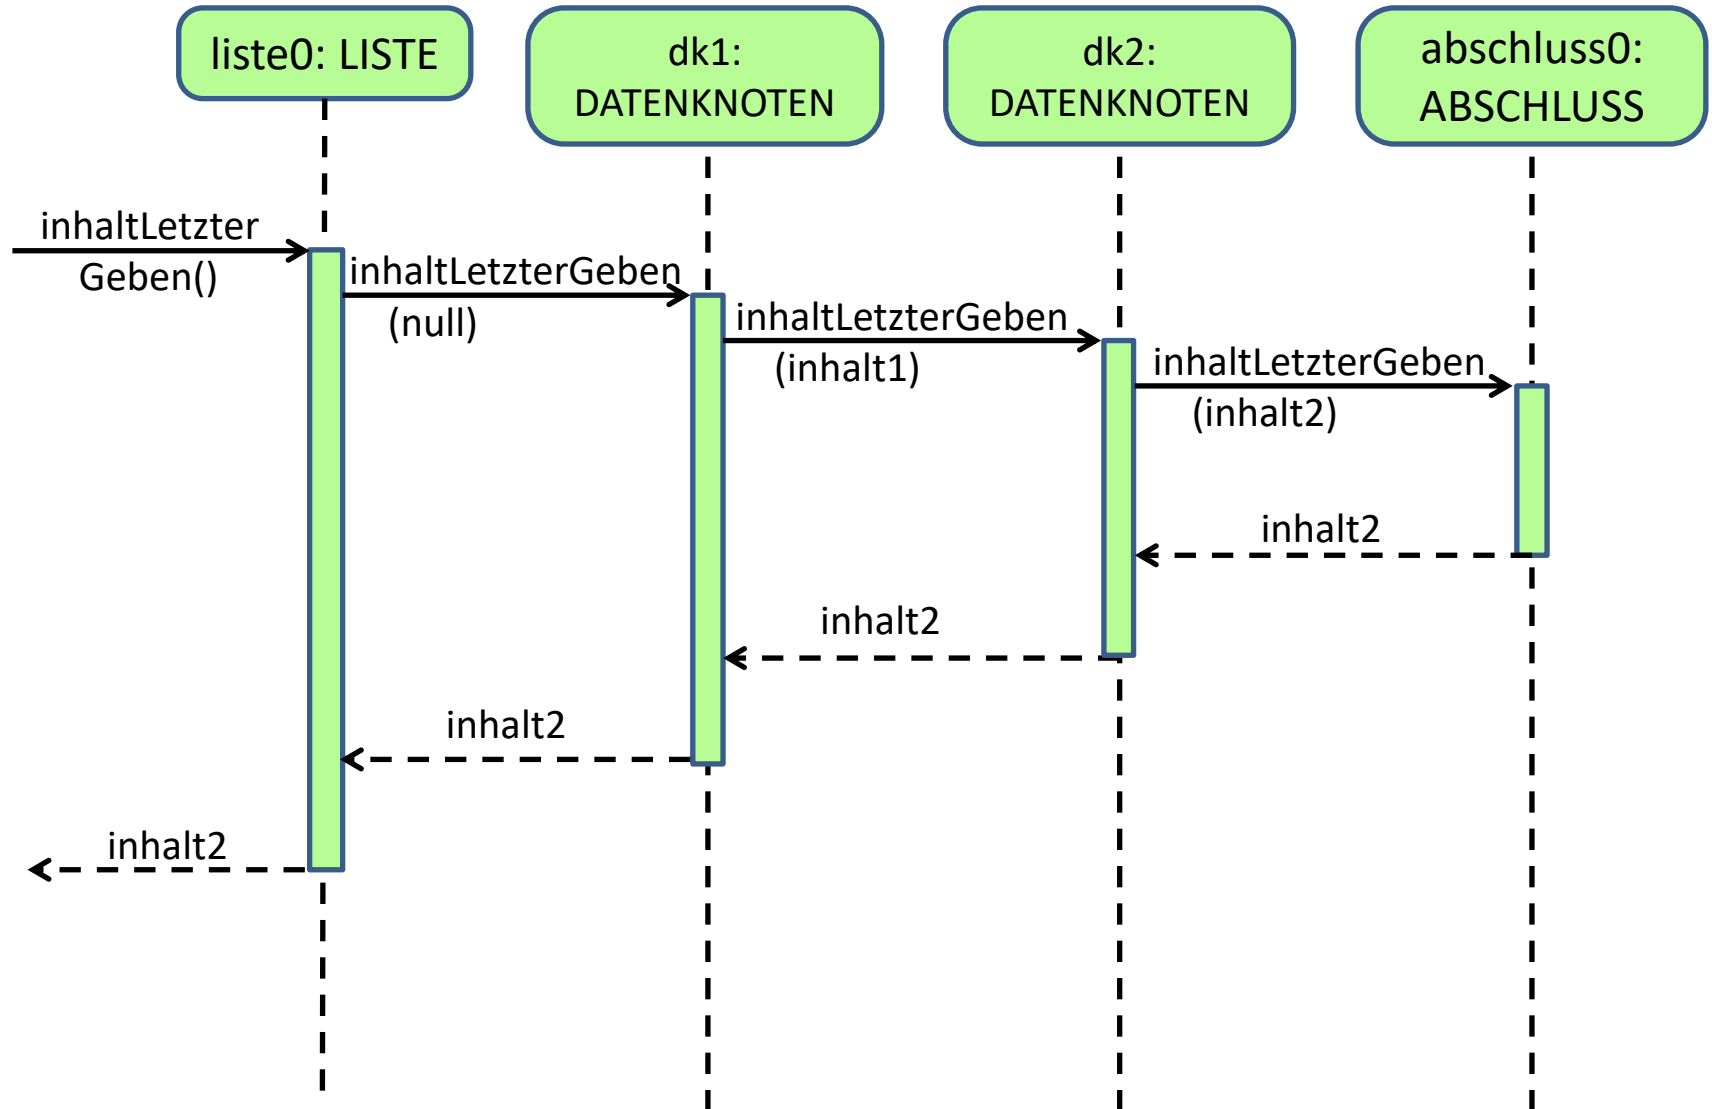 liste0: LISTE
dk1:
DATENKNOTEN
dk2:
DATENKNOTEN
abschluss0:
ABSCHLUSS
inhaltLetzter
Geben()
inhaltLetzterGeben
(null)
inhaltLetzterGeben
(inhalt1)
inhaltLetzterGeben
(inhalt2)
inhalt2
inhalt2
inhalt2
inhalt2